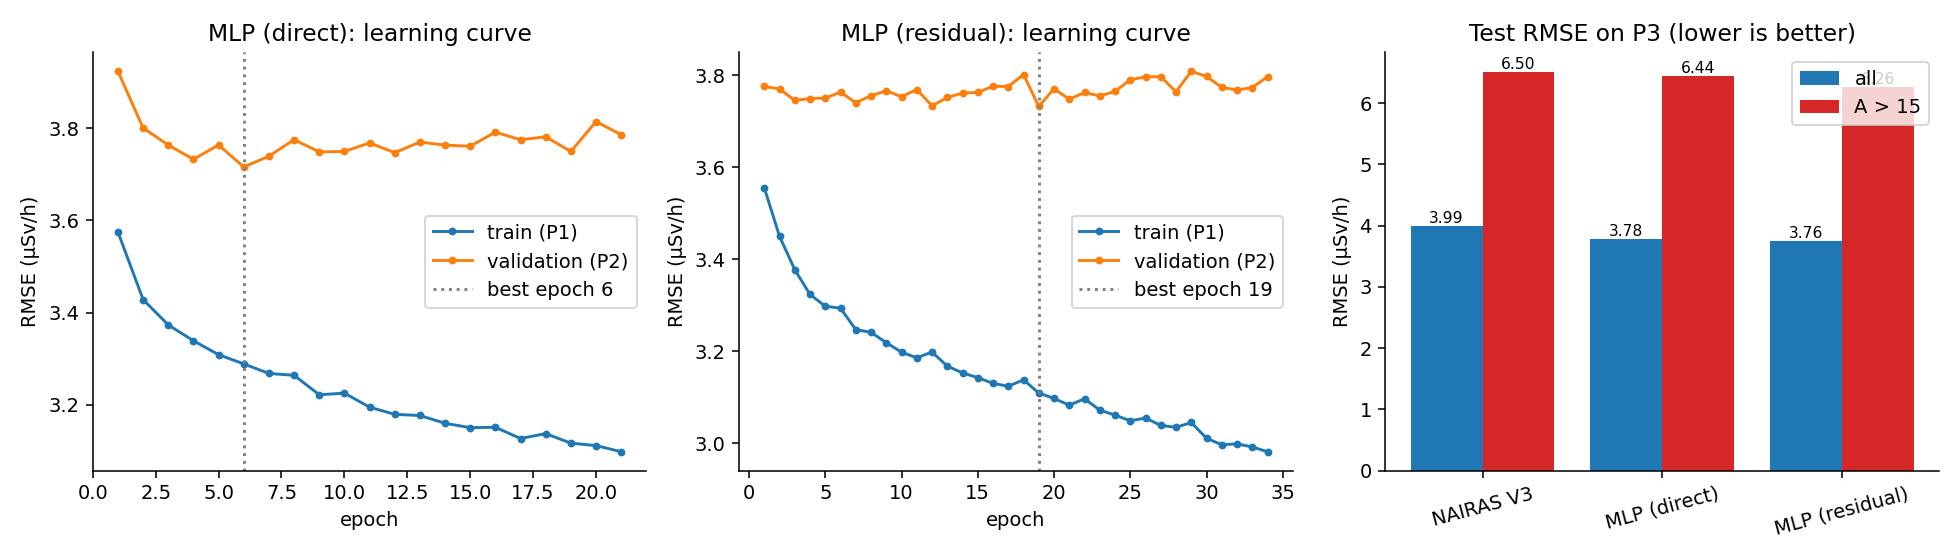 MLP (direct): learning curve
RMSE (µSv/h)
3.8
3.6
3.4
3.2
train (P1)
validation (P2)
best epoch 6
0.0 2.5 5.0 7.5 10.0 12.5 15.0 17.5 20.0
epoch
MLP (residual): learning curve
RMSE (µSv/h)
3.8
3.6
3.4
3.2
3.0
train (P1)
validation (P2)
best epoch 19
0 5 10 15 20 25 30 35
epoch
Test RMSE on P3 (lower is better)
RMSE (µSv/h)
6
5
4
3
2
1
0
3.99
6.50
3.78
6.44
3.76
all
A > 15
NAIRAS V3
MLP (direct)
MLP (residual)